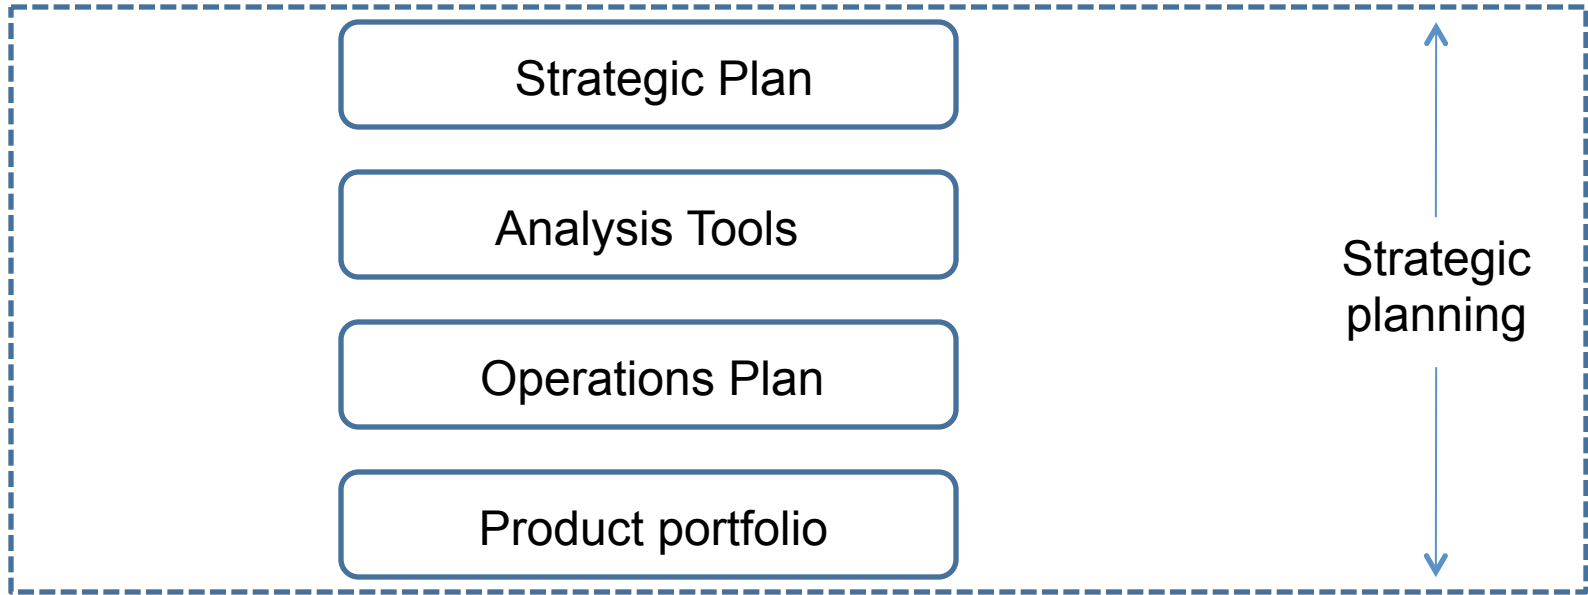 Strategic Plan
Analysis Tools
Operations Plan
Product portfolio
Strategic
planning